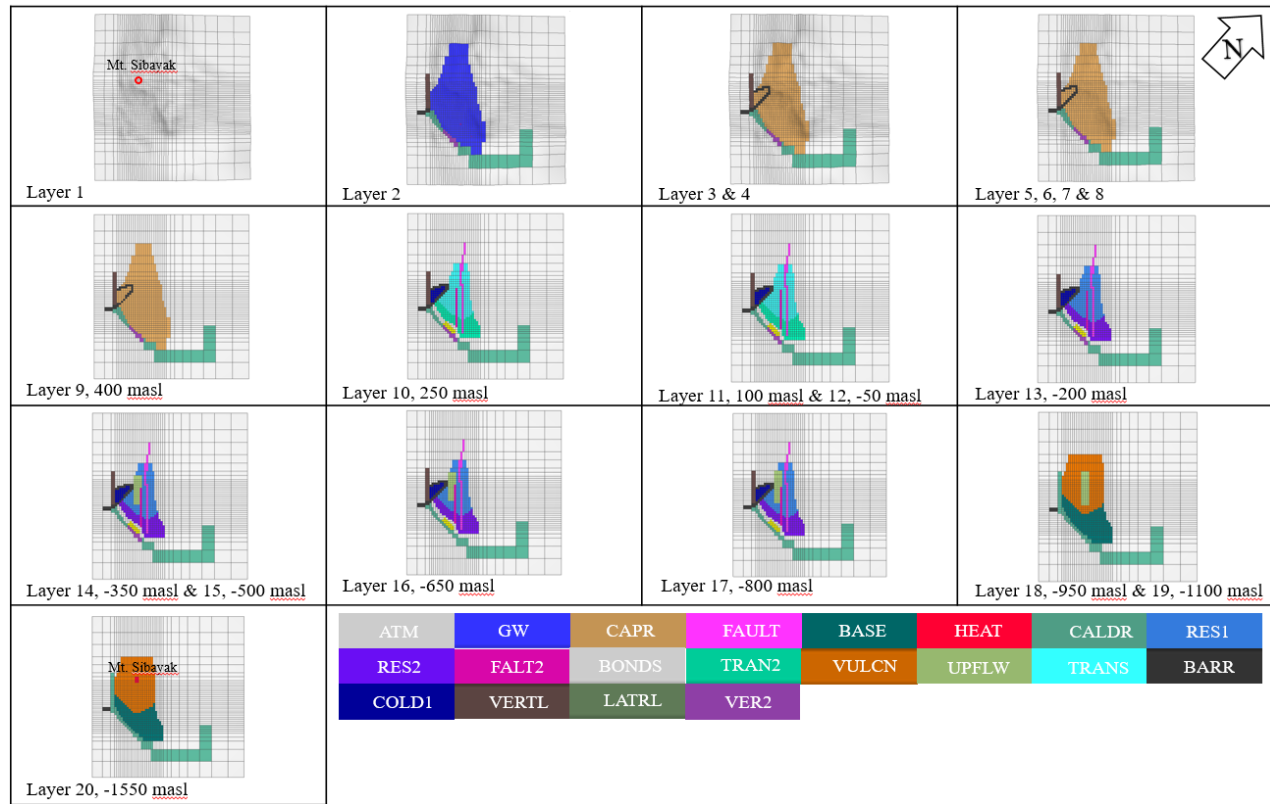 Mt. Sibayak
Layer 1
Layer 2
Layer 3 & 4
N
Layer 5, 6, 7 & 8
Layer 9, 400 masl
Layer 10, 250 masl
Layer 11, 100 masl & 12, -50 masl
Layer 13, -200 masl
Layer 14, -350 masl & 15, -500 masl
Layer 16, -650 masl
Layer 17, -800 masl
Layer 18, -950 masl & 19, -1100 masl
Mt. Sibayak
Layer 20, -1550 masl
ATM GW CAPR FAULT BASE HEAT CALDR RES1
RES2 FALT2 BONDS TRAN2 VULCN UPFLW TRANS BARR
COLD1 VERTL LATRL VER2